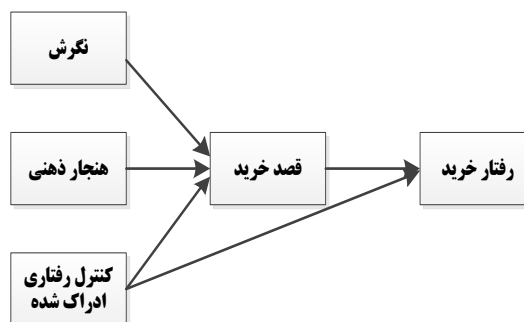 نگرش
هنجار ذهنی
قصد خرید
رفتار خرید
کنترل رفتاری
ادراک شده